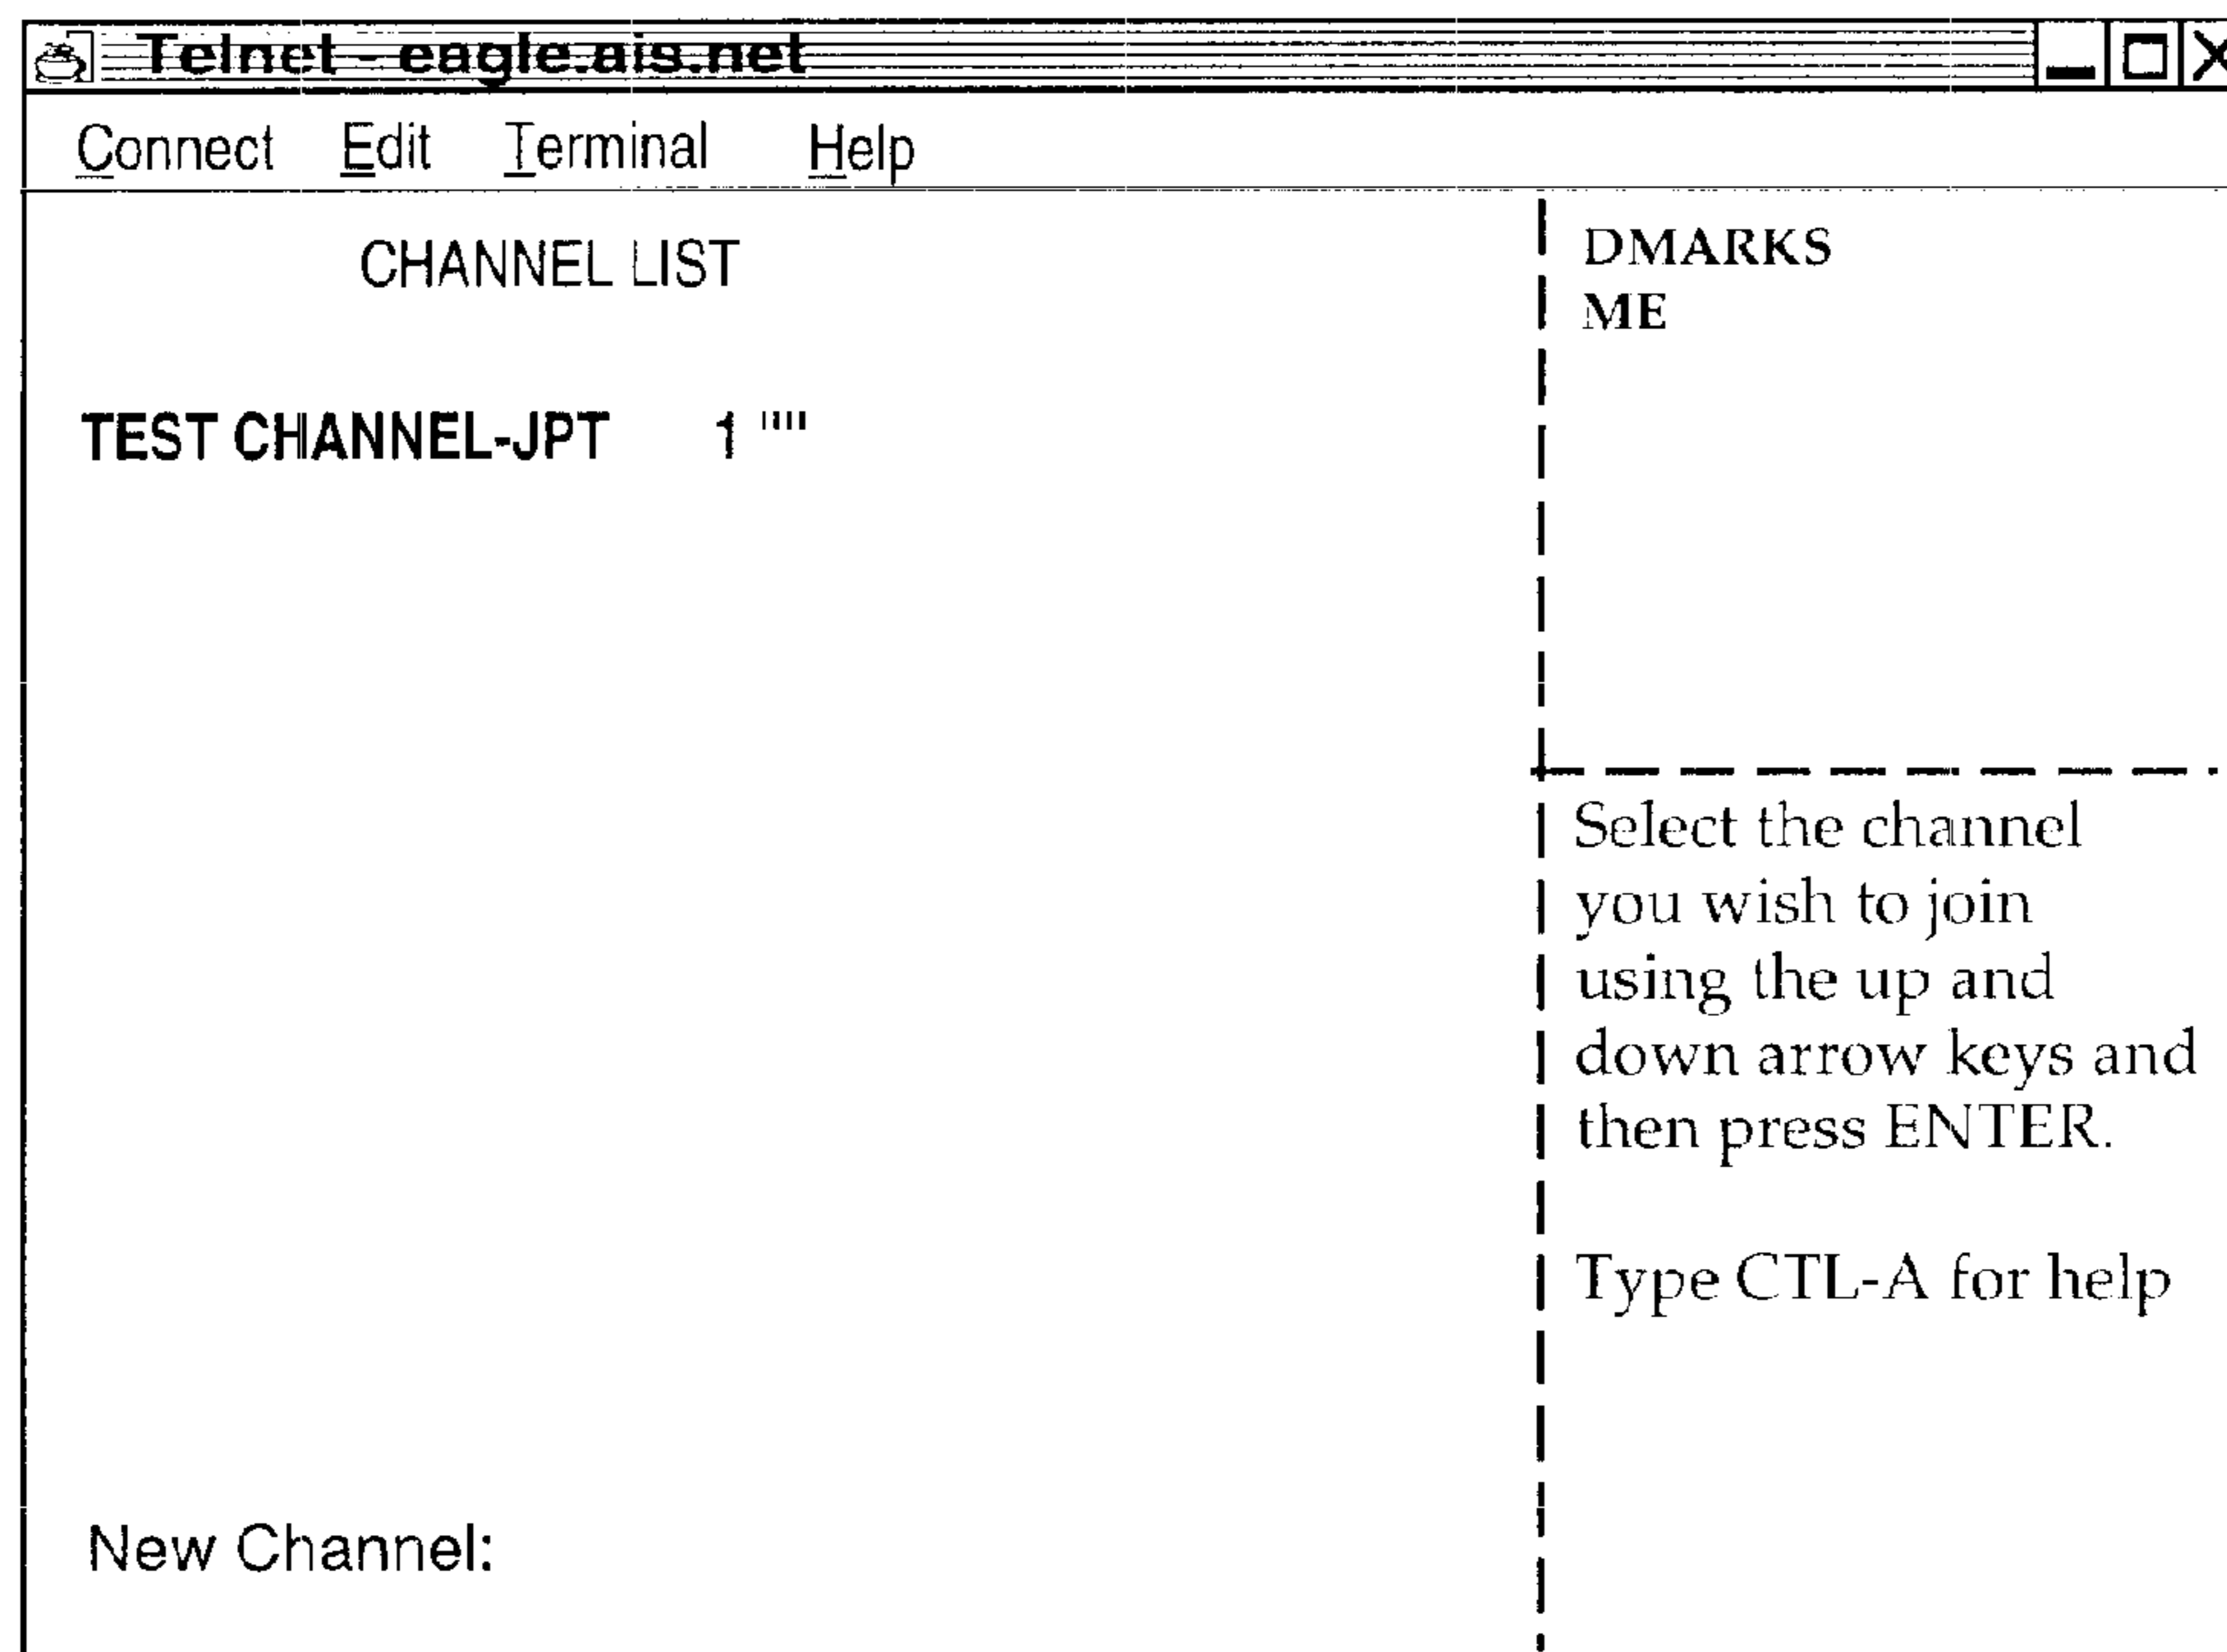 Telnet - eagle.ais.net
Connect Edit Terminal Help
CHANNEL LIST
TEST CHANNEL-JPT 1 ""
DMARKS
ME
Select the channel
you wish to join
using the up and
down arrow keys and
then press ENTER.
Type CTL-A for help
New Channel: